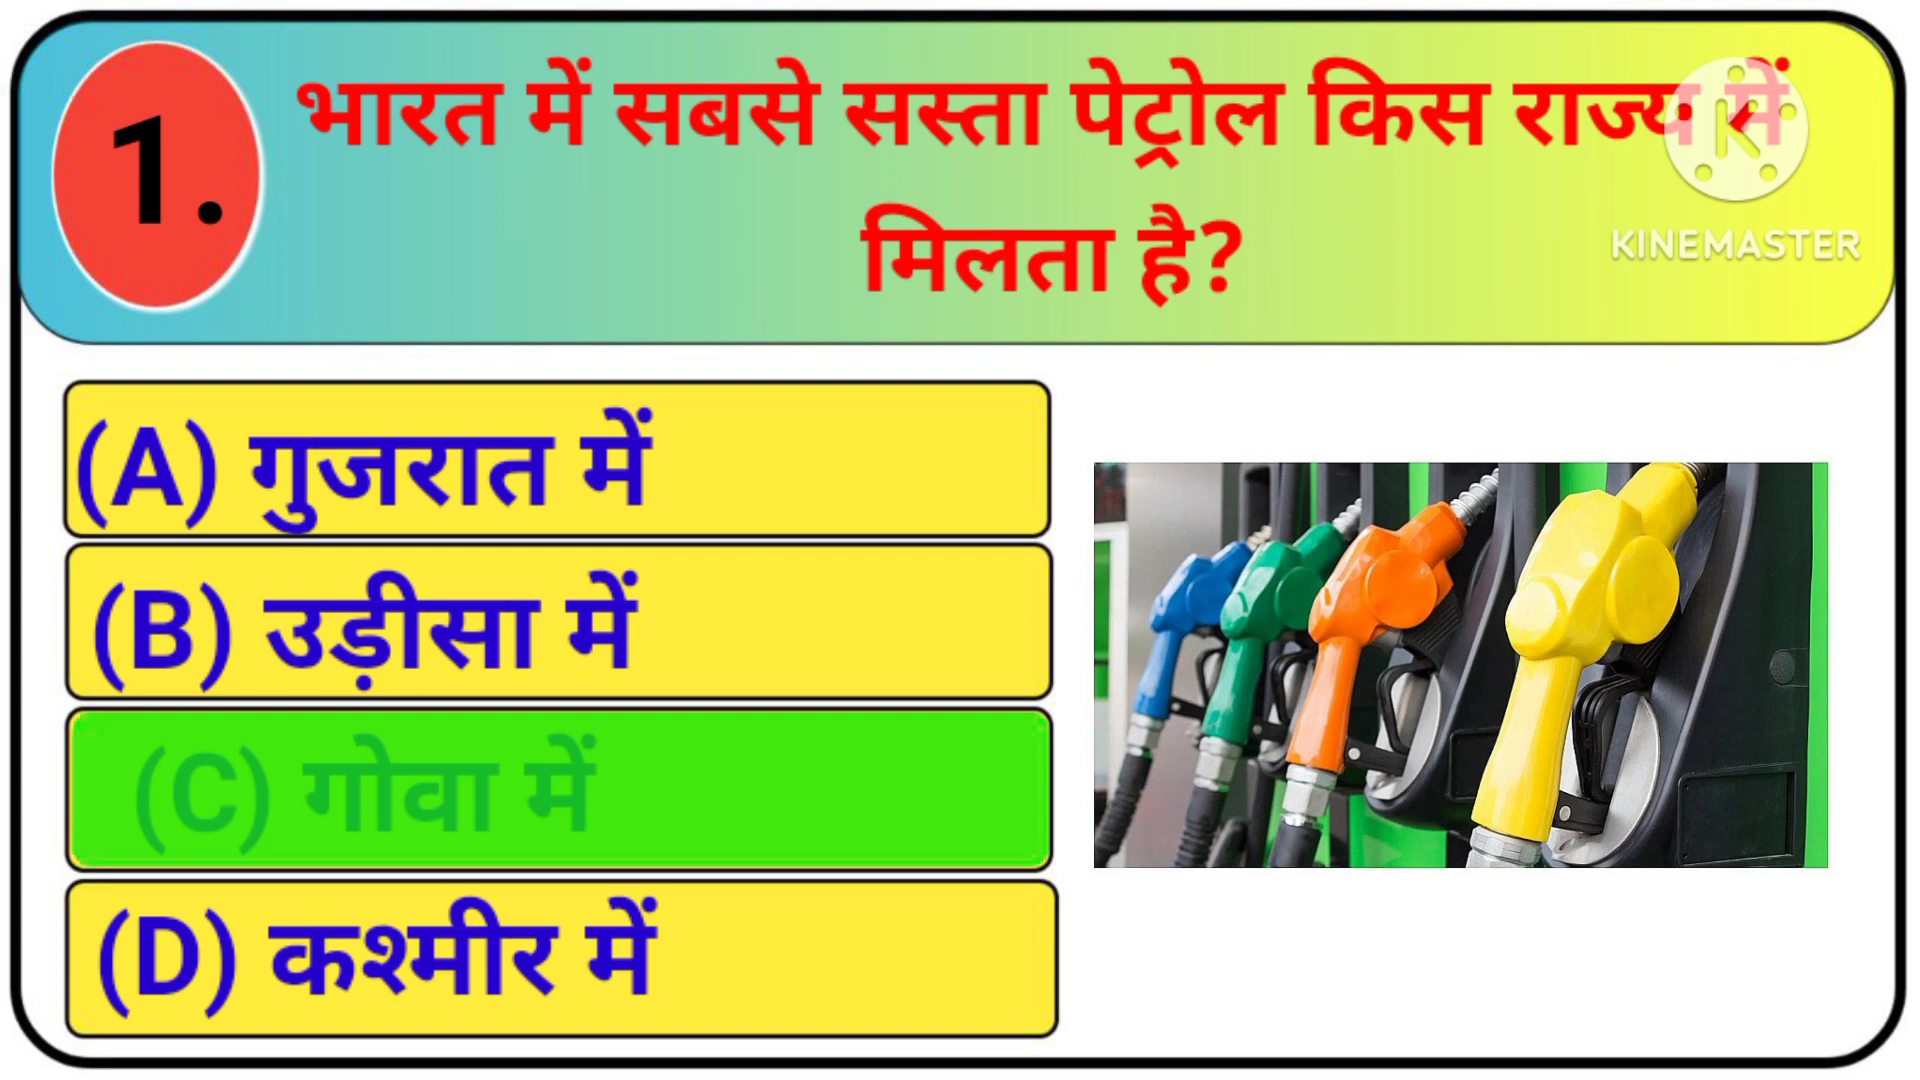 1.
भारत में सबसे सस्ता पेट्रोल किस राज्य में
मिलता है?
KINEMASTER
(A) गुजरात में
(B) उड़ीसा में
(C) गोवा में
(D) कश्मीर में